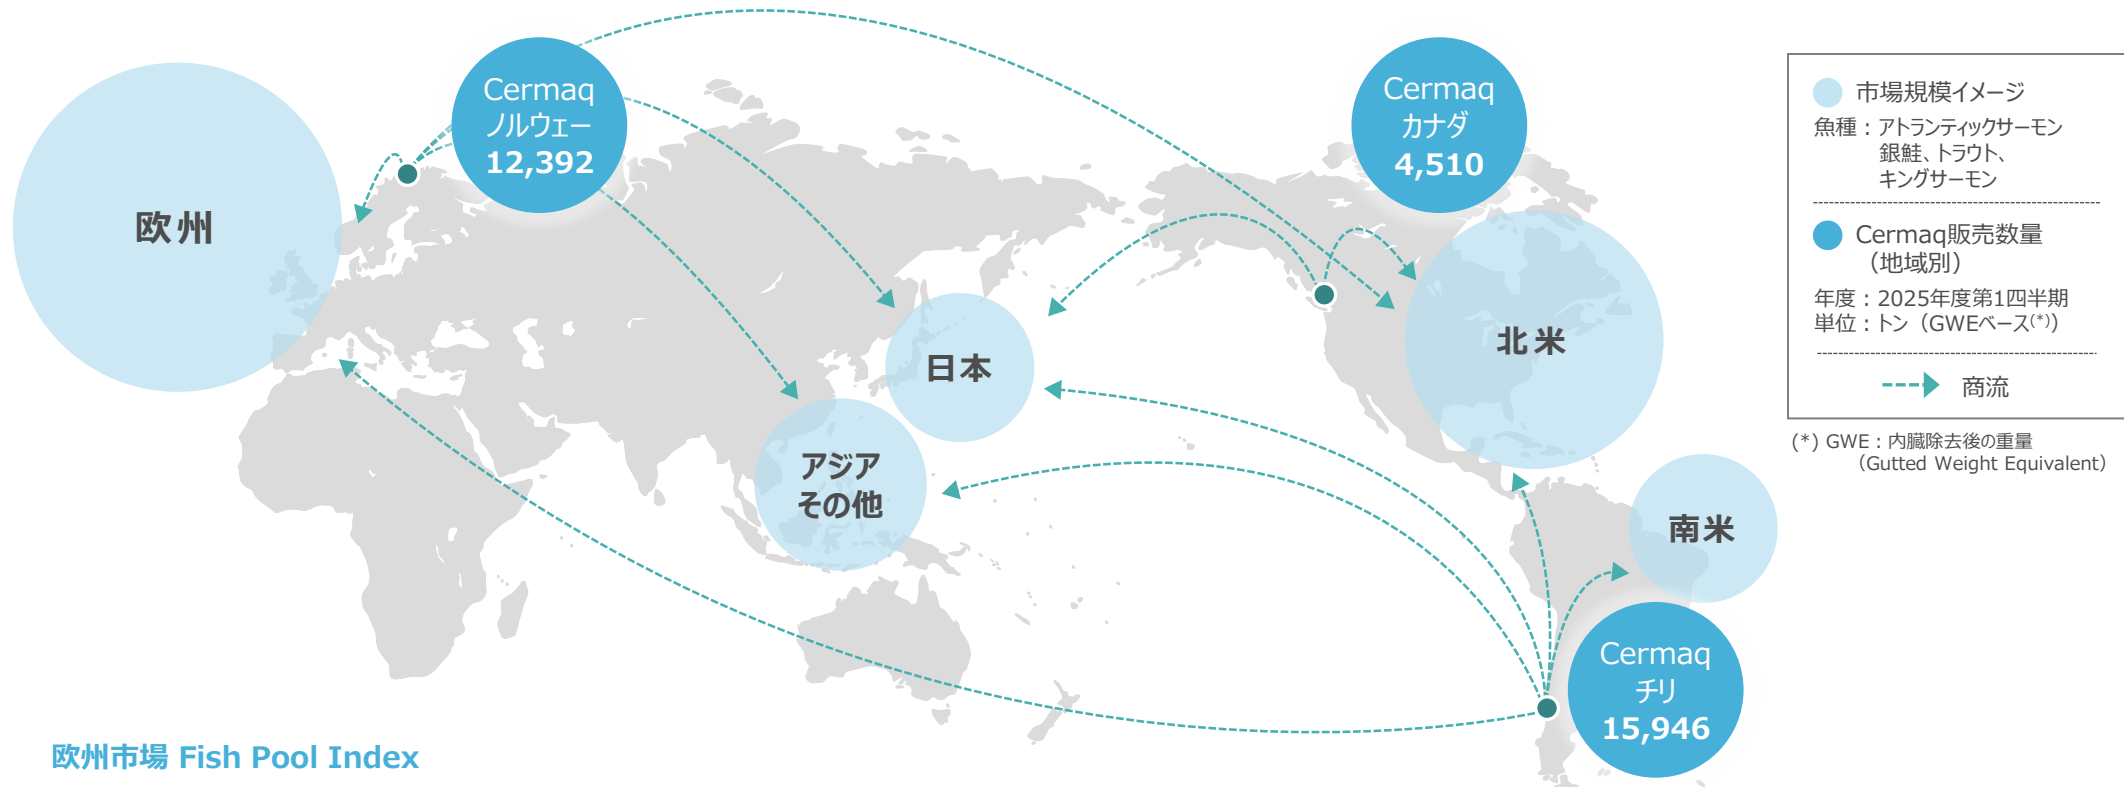 Cermaq
ノルウェー
12,392
Cermaq
カナダ
4,510
欧州
日本
北米
アジア
その他
南米
Cermaq
チリ
15,946
市場規模イメージ
魚種：アトランティックサーモン
銀鮭、トラウト、
キングサーモン
Cermaq販売数量
（地域別）
年度：2025年度第1四半期
単位：トン（GWEベース(*)）
商流
(*) GWE：内臓除去後の重量
（Gutted Weight Equivalent）
欧州市場 Fish Pool Index